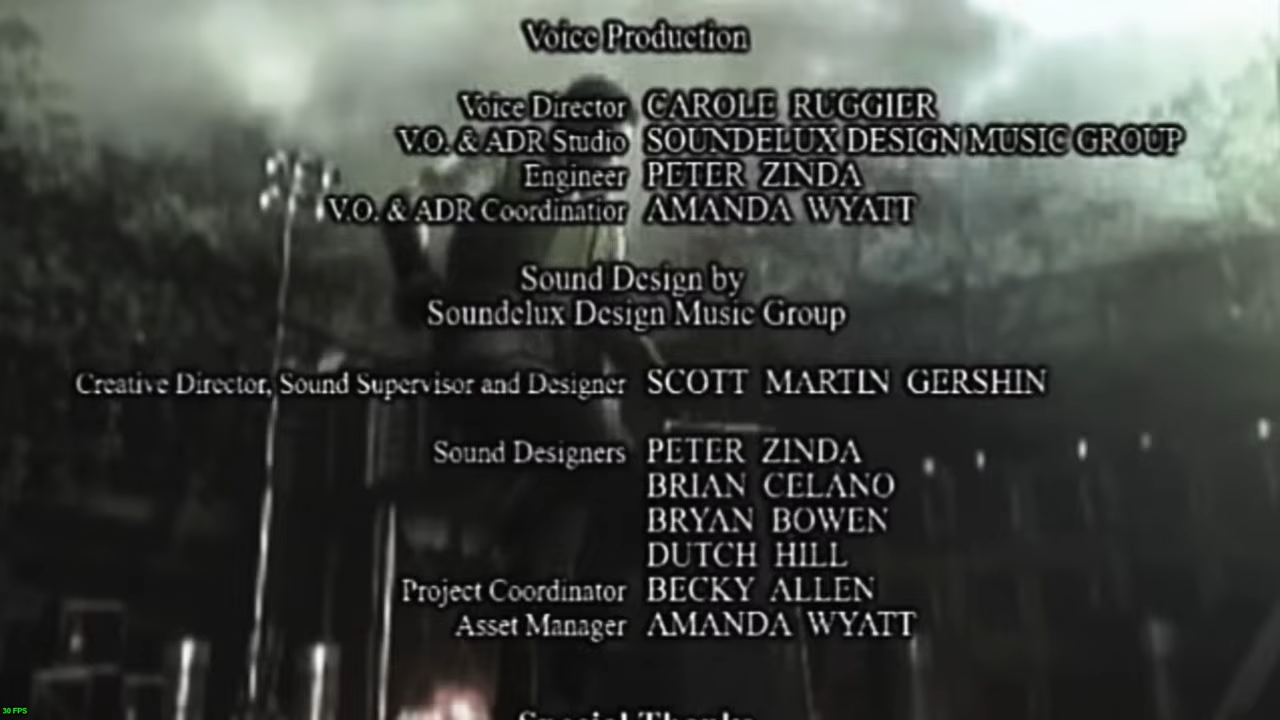 Voice Production
Voice Director CAROLE RUGGIER
V.O. & ADR Studio SOUNDELUX DESIGN MUSIC GROUP
Engineer PETER ZINDA
V.O. & ADR Coordinatior AMANDA WYATT
Sound Design by
Soundelux Design Music Group
Creative Director, Sound Supervisor and Designer SCOTT MARTIN GERSHIN
Sound Designers PETER ZINDA
BRIAN CELANO
BRYAN BOWEN
DUTCH HILL
Project Coordinator BECKY ALLEN
Asset Manager AMANDA WYATT
Special Thanks
30 FPS